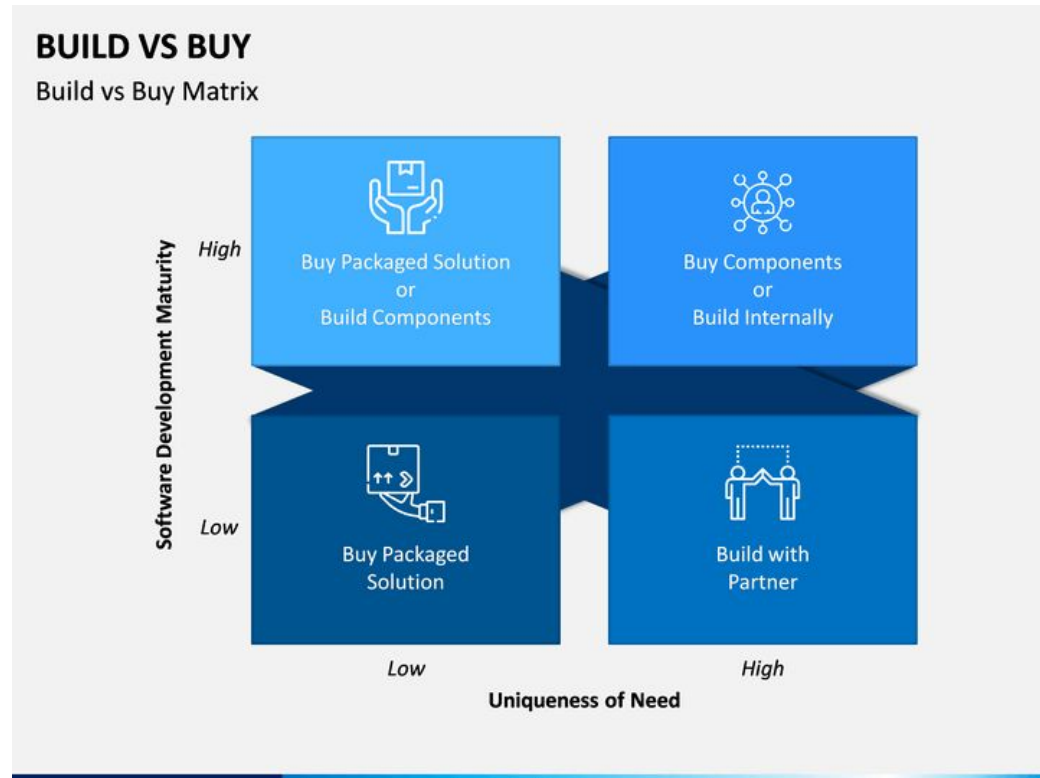 BUILD VS BUY
Build vs Buy Matrix
Software Development Maturity
High
Buy Packaged Solution
or
Build Components
Buy Components
or
Build Internally
Low
Buy Packaged
Solution
Build with
Partner
Low
High
Uniqueness of Need